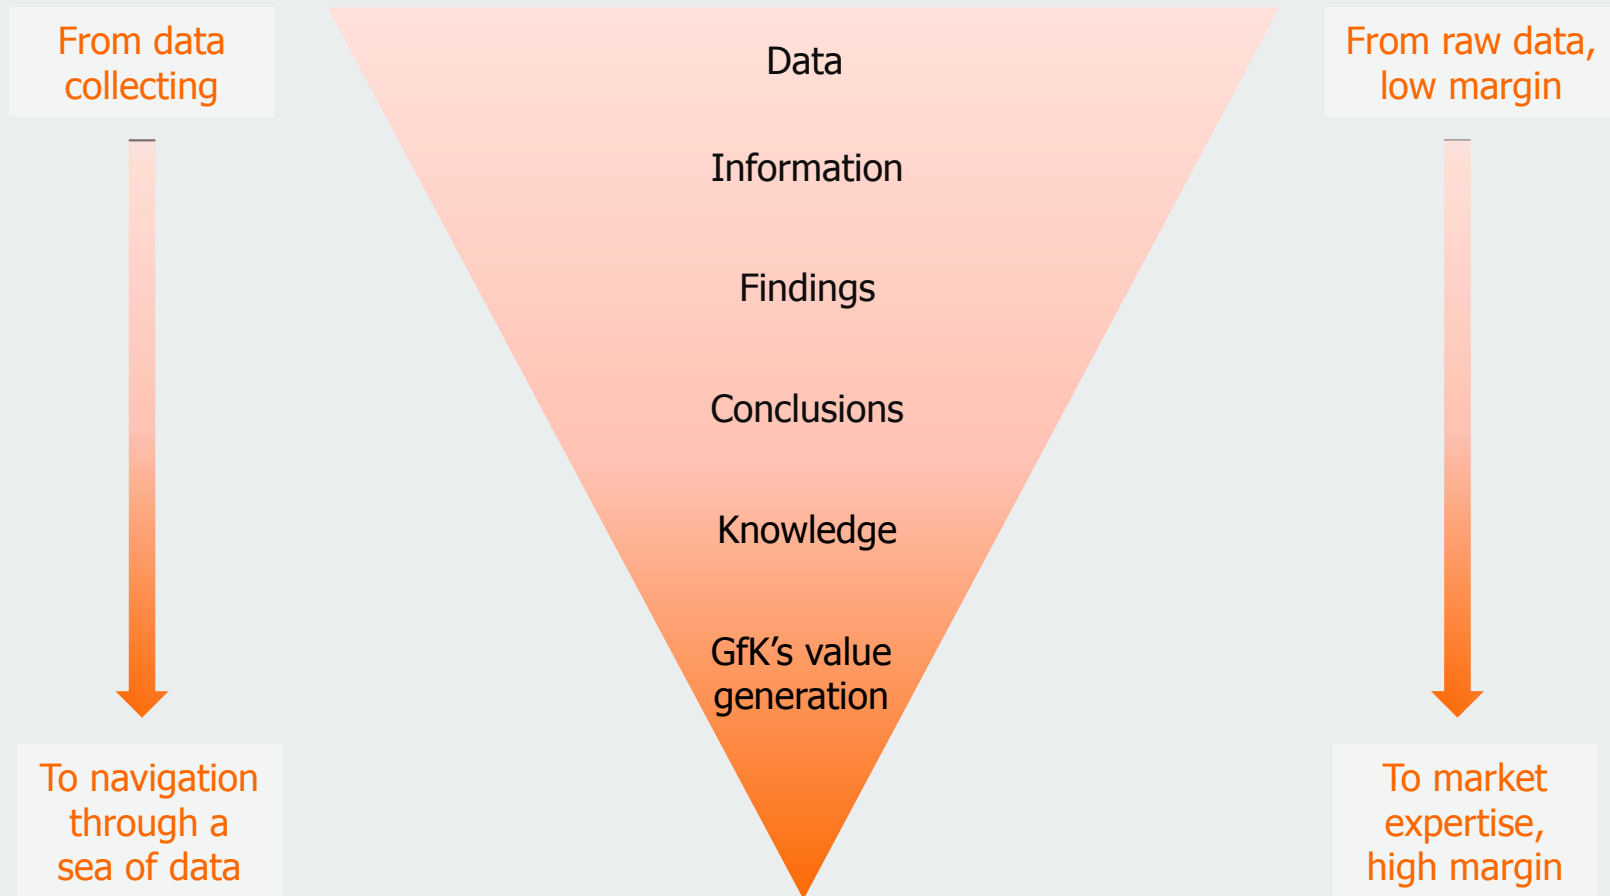 From data
collecting
Data
From raw data,
low margin
Information
Findings
Conclusions
Knowledge
GfK’s value
generation
To navigation
through a
sea of data
To market
expertise,
high margin